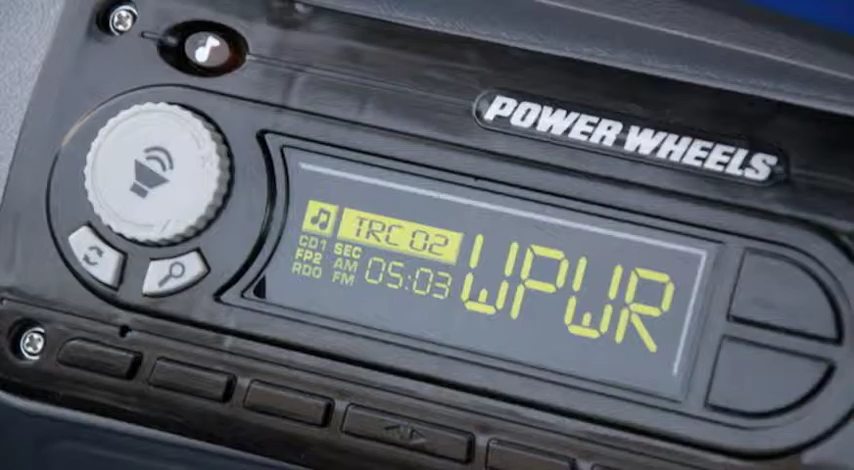 POWER WHEELS
TRC 02
CD1 SEC
FP2 AM
RDO FM
05:03
WPWR